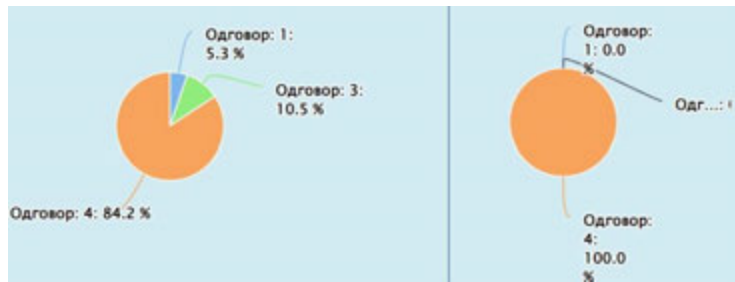 Одговор: 1:
5.3 %
Одговор: 3:
10.5 %
Одговор: 4: 84.2 %
Одговор:
1: 0.0
%
Одг...:
Одговор:
4:
100.0
%